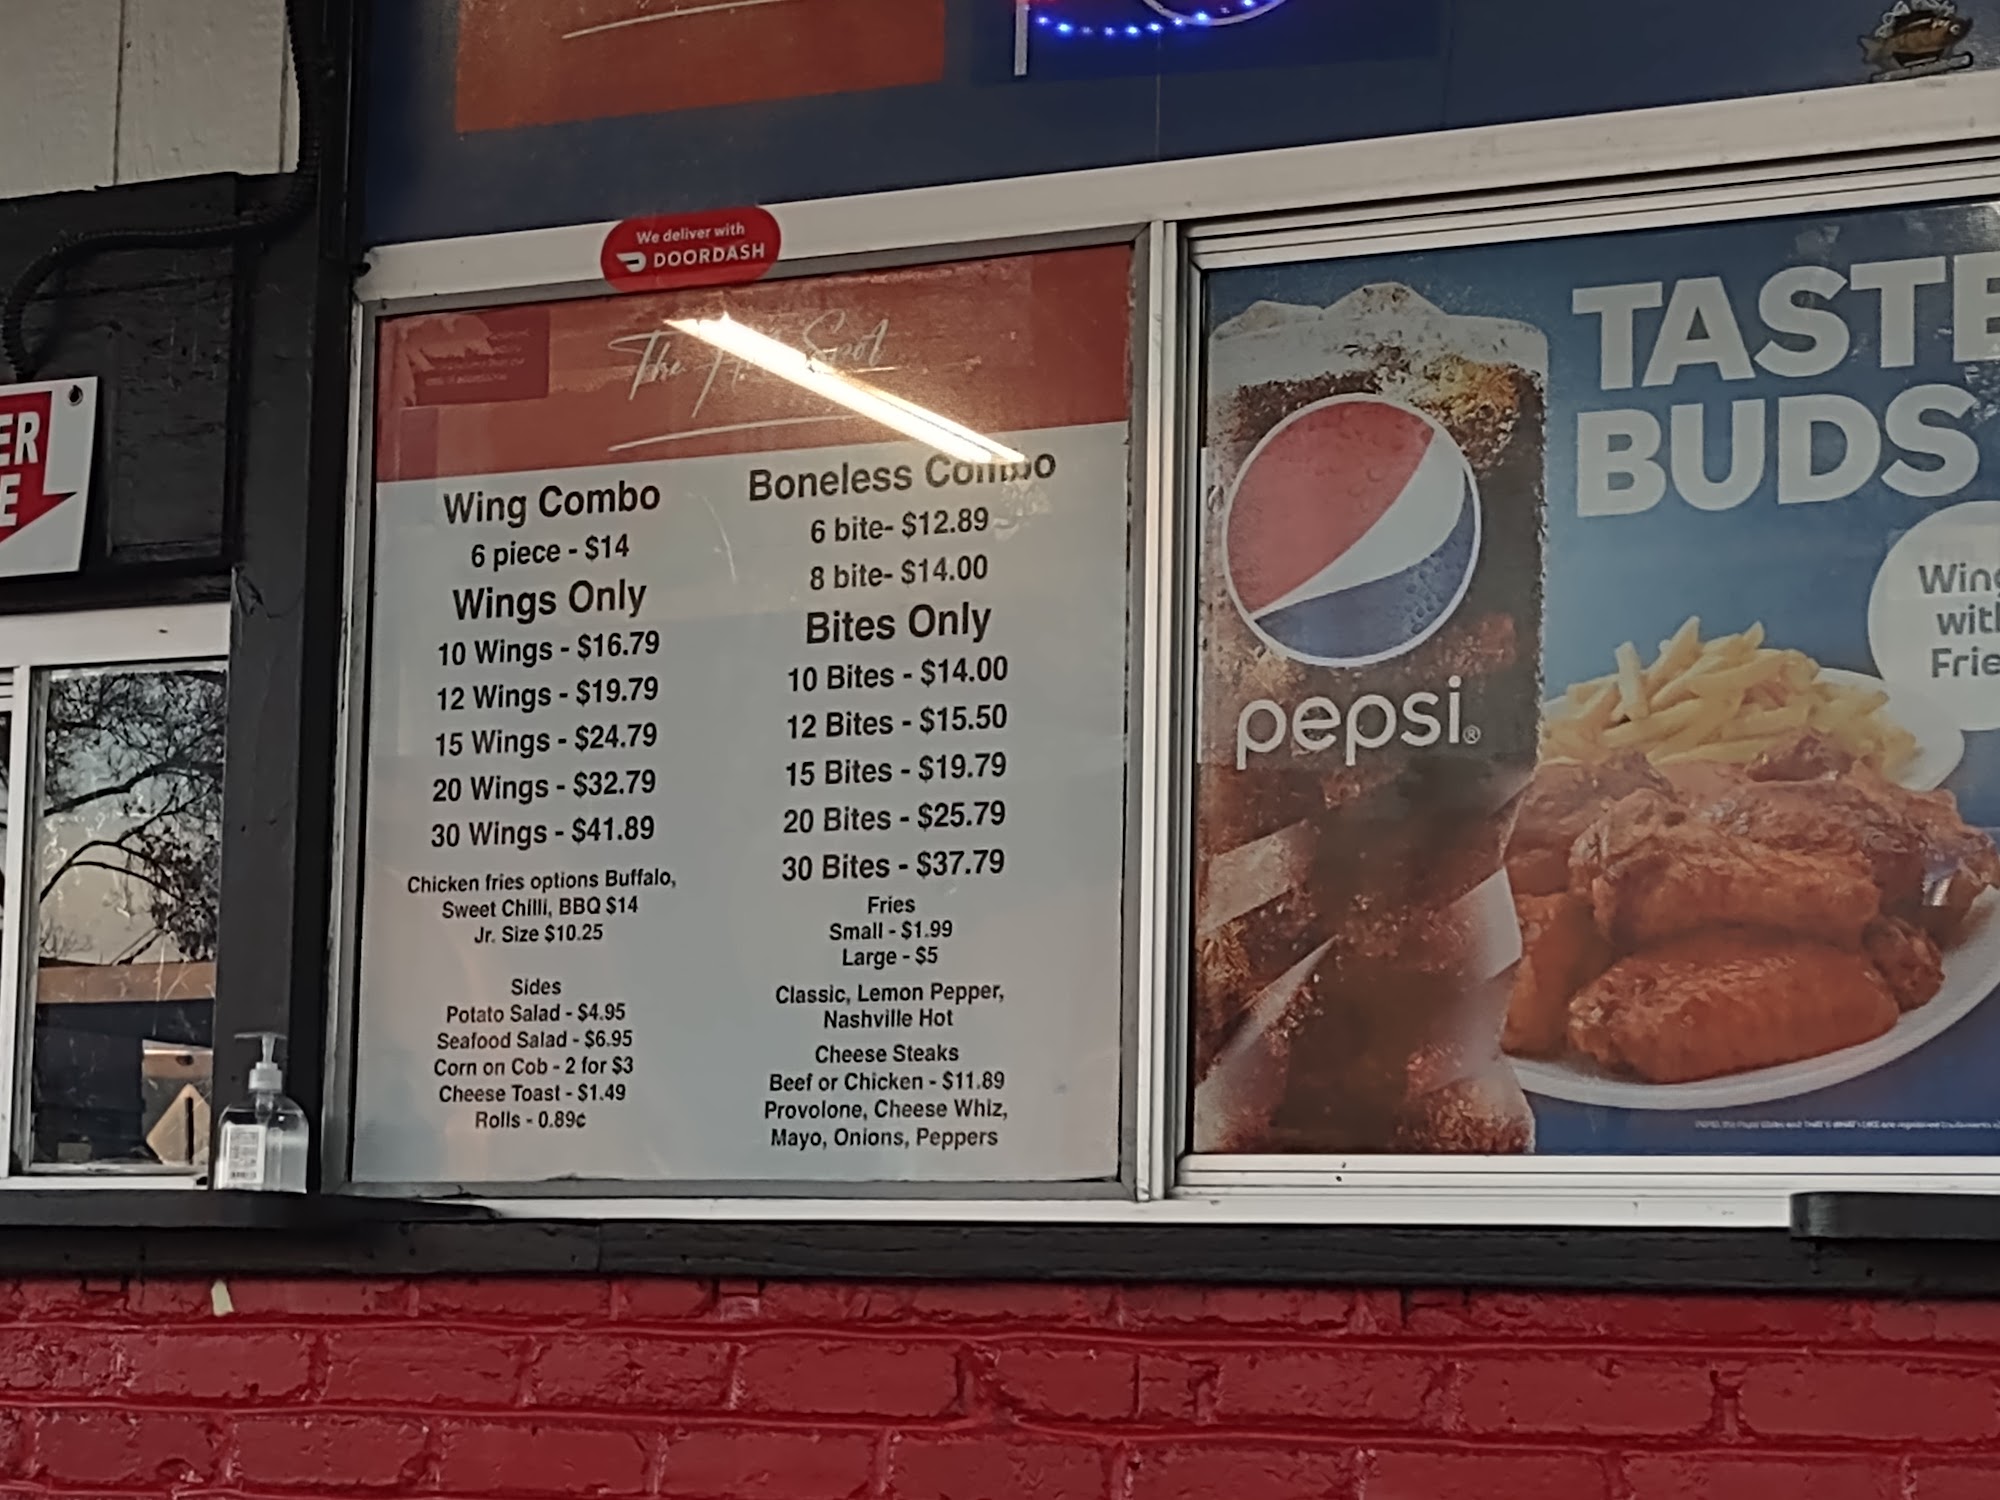 We deliver with
DOORDASH
The Spot
Wing Combo
6 piece - $14
Wings Only
10 Wings - $16.79
12 Wings - $19.79
15 Wings - $24.79
20 Wings - $32.79
30 Wings - $41.89
Chicken fries options Buffalo,
Sweet Chilli, BBQ $14
Jr. Size $10.25
Sides
Potato Salad - $4.95
Seafood Salad - $6.95
Corn on Cob - 2 for $3
Cheese Toast - $1.49
Rolls - 0.89¢
Boneless Combo
6 bite- $12.89
8 bite- $14.00
Bites Only
10 Bites - $14.00
12 Bites - $15.50
15 Bites - $19.79
20 Bites - $25.79
30 Bites - $37.79
Fries
Small - $1.99
Large - $5
Classic, Lemon Pepper,
Nashville Hot
Cheese Steaks
Beef or Chicken - $11.89
Provolone, Cheese Whiz,
Mayo, Onions, Peppers
TASTE
BUDS
pepsi®
Wing
with
Frie
ER
E